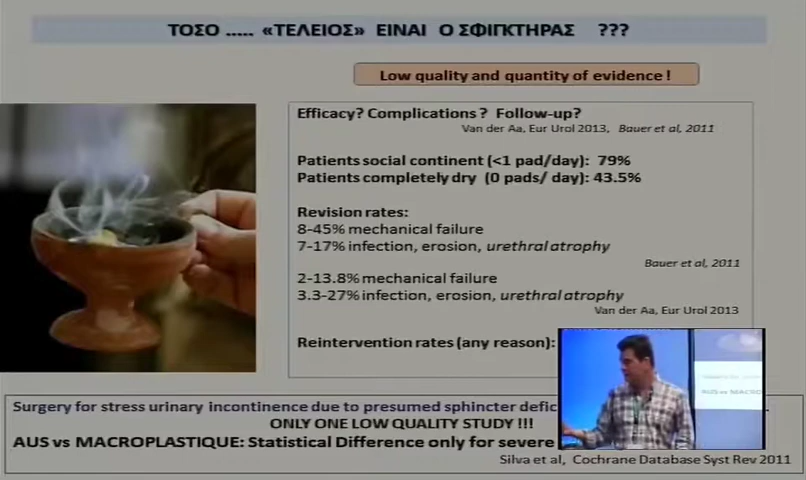 ΤΟΣΟ ..... «ΤΕΛΕΙΟΣ» ΕΙΝΑΙ Ο ΣΦΙΓΚΤΗΡΑΣ ???
Low quality and quantity of evidence !
Efficacy? Complications ? Follow-up?
Van der Aa, Eur Urol 2013, Bauer et al, 2011
Patients social continent (<1 pad/day): 79%
Patients completely dry (0 pads/ day): 43.5%
Revision rates:
8-45% mechanical failure
7-17% infection, erosion, urethral atrophy
Bauer et al, 2011
2-13.8% mechanical failure
3.3-27% infection, erosion, urethral atrophy
Van der Aa, Eur Urol 2013
Reintervention rates (any reason):
Surgery for stress urinary incontinence due to presumed sphincter
ONLY ONE LOW QUALITY STUDY !!!
AUS vs MACROPLASTIQUE: Statistical Difference only for severe
Silva et al, Cochrane Database Syst Rev 2011
AUS vs MACRO